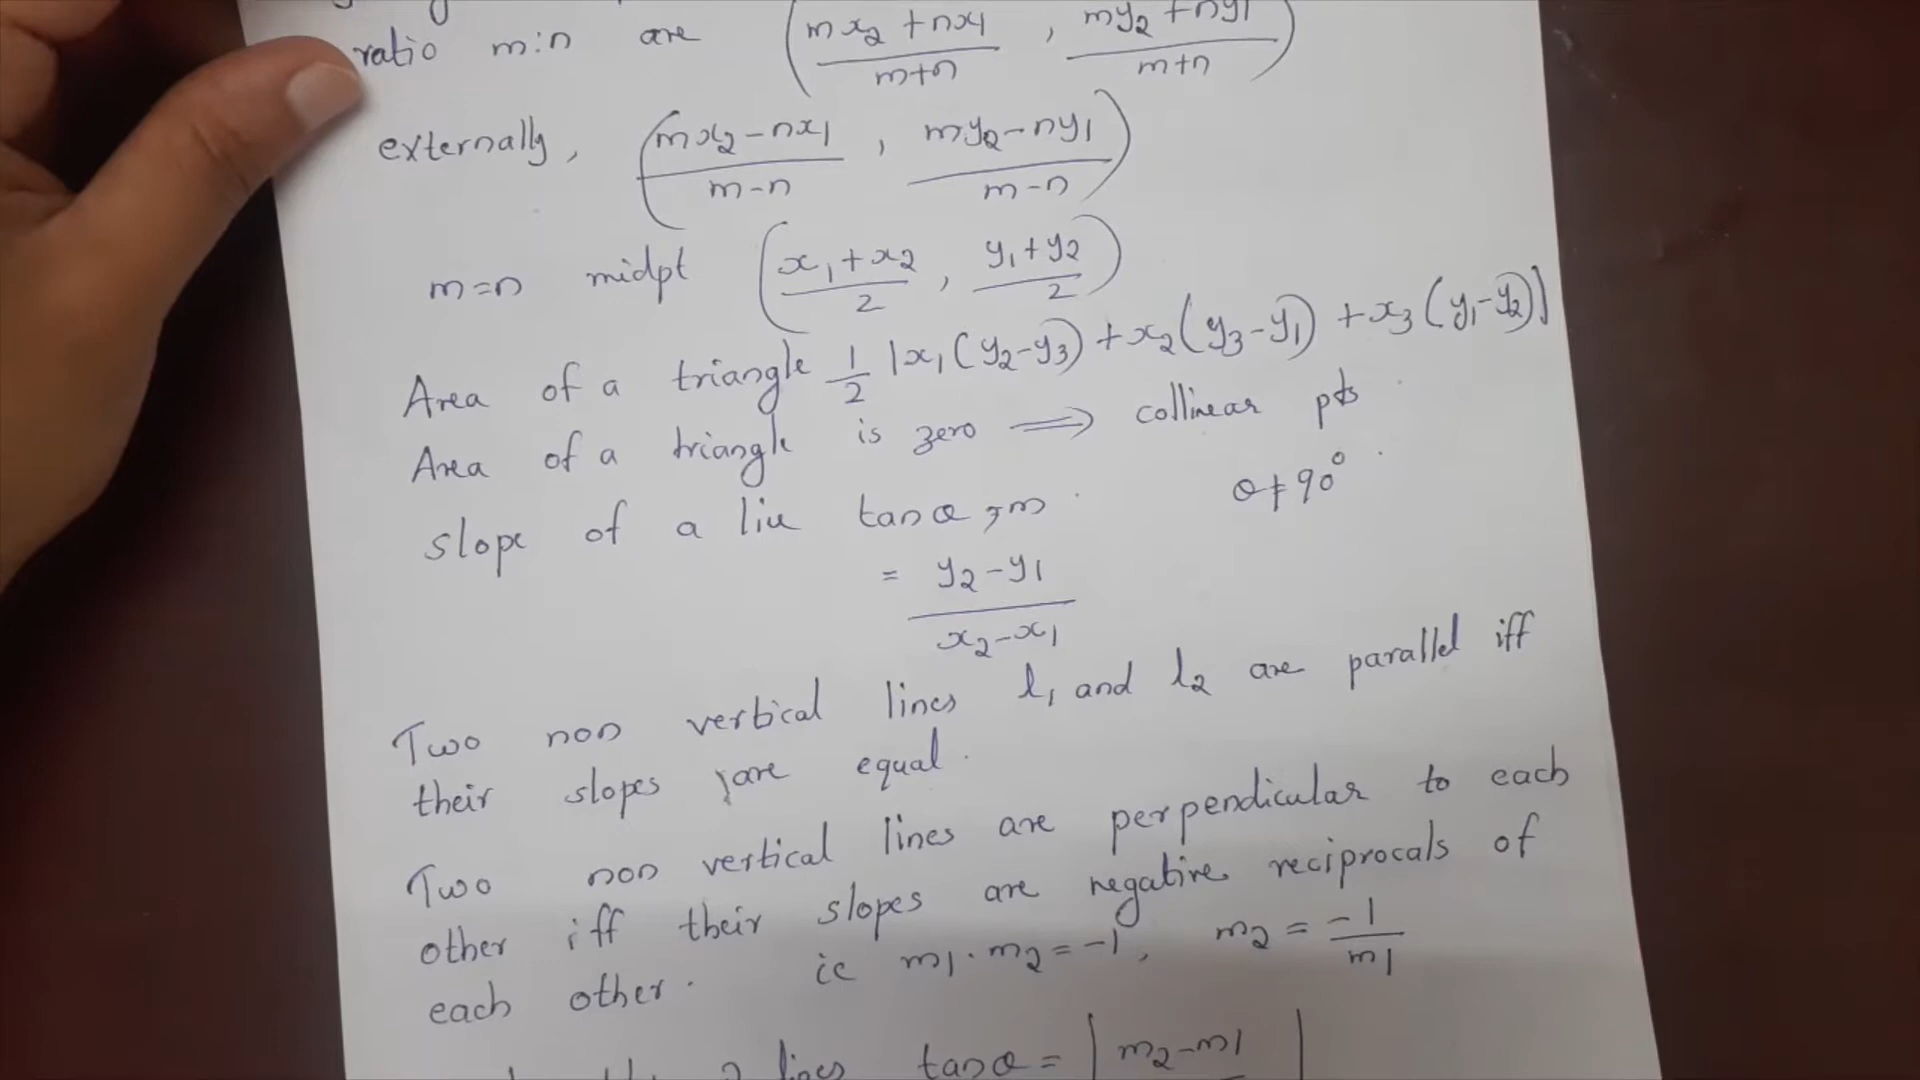 ratio m:n are (mx₂ + nx₁ / m+n , my₂ + ny₁ / m+n)
externally, (mx₂ - nx₁ / m-n , my₂ - ny₁ / m-n)
m=n midpt (x₁ + x₂ / 2 , y₁ + y₂ / 2)
Area of a triangle 1/2 |x₁(y₂-y₃) + x₂(y₃-y₁) + x₃(y₁-y₂)|
Area of a triangle is zero ⟹ collinear pts
slope of a line tanθ = m. θ ≠ 90°
= y₂ - y₁ / x₂ - x₁
Two non vertical lines l₁ and l₂ are parallel iff
their slopes are equal.
Two non vertical lines are perpendicular to each
other iff their slopes are negative reciprocals of
each other. ie m₁ . m₂ = -1, m₂ = -1 / m₁
2 lines tanθ = | m₂ - m₁ |